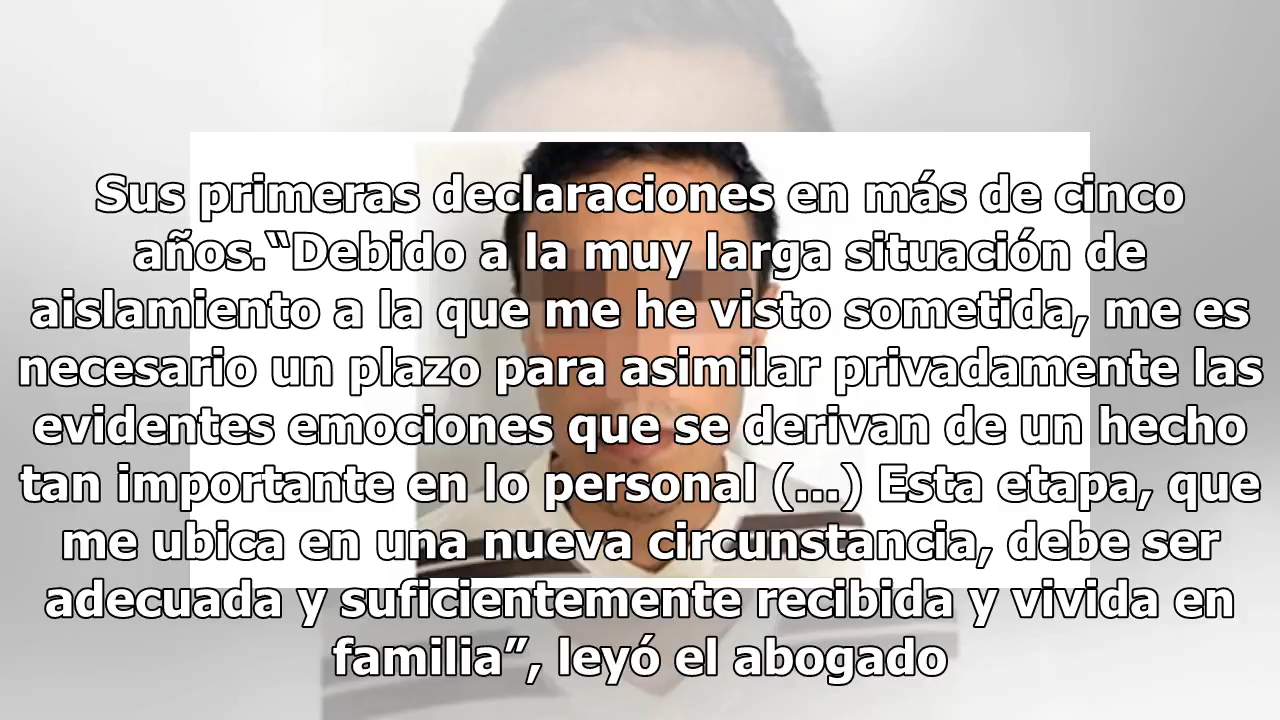 Sus primeras declaraciones en más de cinco
años.“Debido a la muy larga situación de
aislamiento a la que me he visto sometida, me es
necesario un plazo para asimilar privadamente las
evidentes emociones que se derivan de un hecho
tan importante en lo personal (...) Esta etapa, que
me ubica en una nueva circunstancia, debe ser
adecuada y suficientemente recibida y vivida en
familia”, leyó el abogado